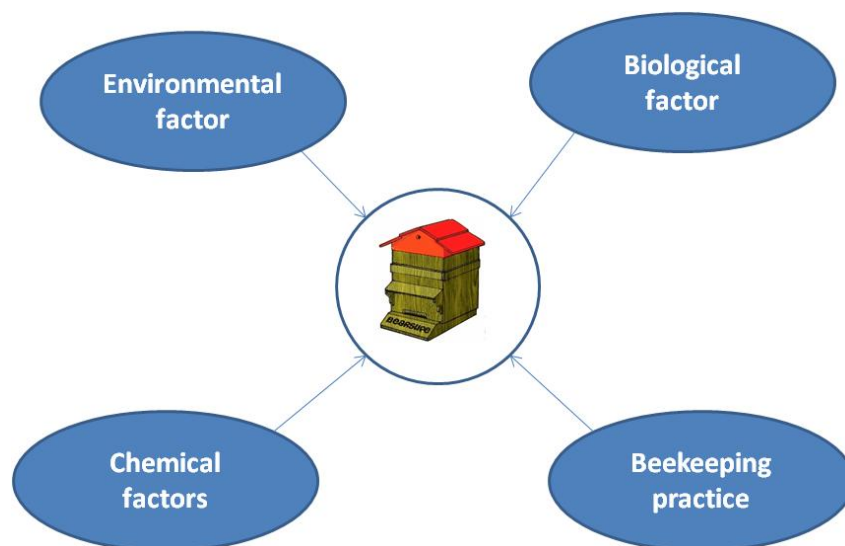 Environmental
factor
Biological
factor
Chemical
factors
Beekeeping
practice